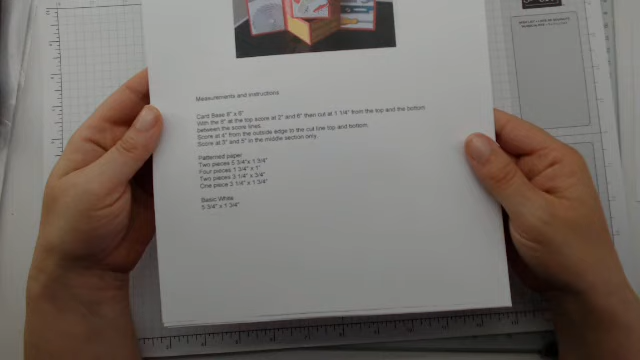 Measurements and instructions
Card Base 8" x 6"
With the 8" at the top score at 2" and 6" then cut at 1 1/4" from the top and the bottom
between the score lines.
Score at 4" from the outside edge to the cut line top and bottom.
Score at 3" and 5" in the middle section only.
Patterned paper
Two pieces 5 3/4" x 1 3/4"
Four pieces 1 3/4" x 1"
Two pieces 3 1/4" x 3/4"
One piece 3 1/4" x 1 3/4"
Basic White
5 3/4" x 1 3/4"